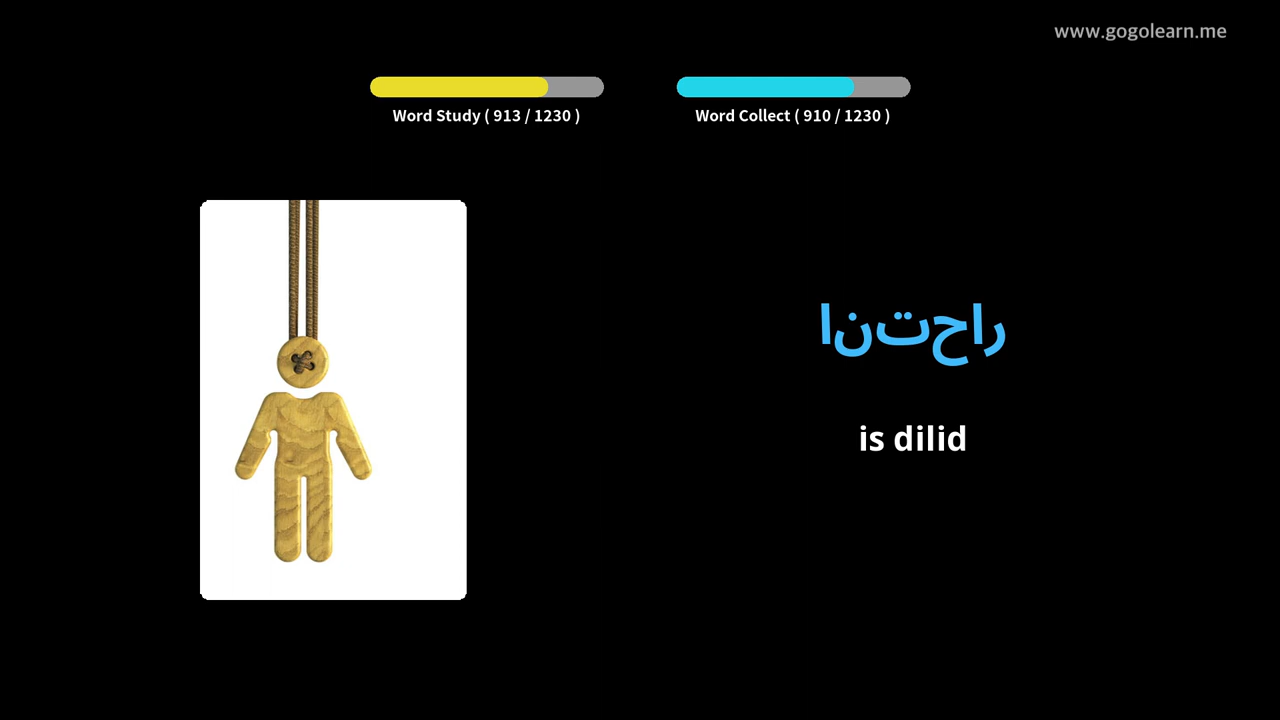 www.gogolearn.me
Word Study ( 913 / 1230 )
Word Collect ( 910 / 1230 )
انتحار
is dilid